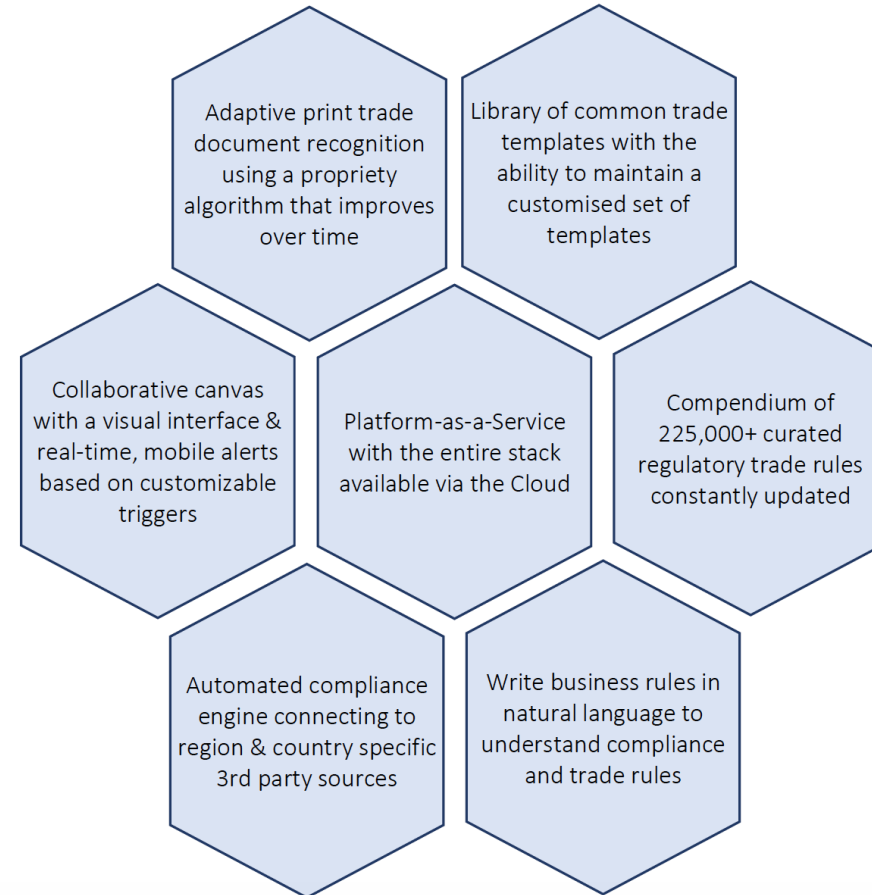 Adaptive print trade
document recognition
using a propriety
algorithm that improves
over time
Library of common trade
templates with the
ability to maintain a
customised set of
templates
Collaborative canvas
with a visual interface &
real-time, mobile alerts
based on customizable
triggers
Platform-as-a-Service
with the entire stack
available via the Cloud
Compendium of
225,000+ curated
regulatory trade rules
constantly updated
Automated compliance
engine connecting to
region & country specific
3rd party sources
Write business rules in
natural language to
understand compliance
and trade rules